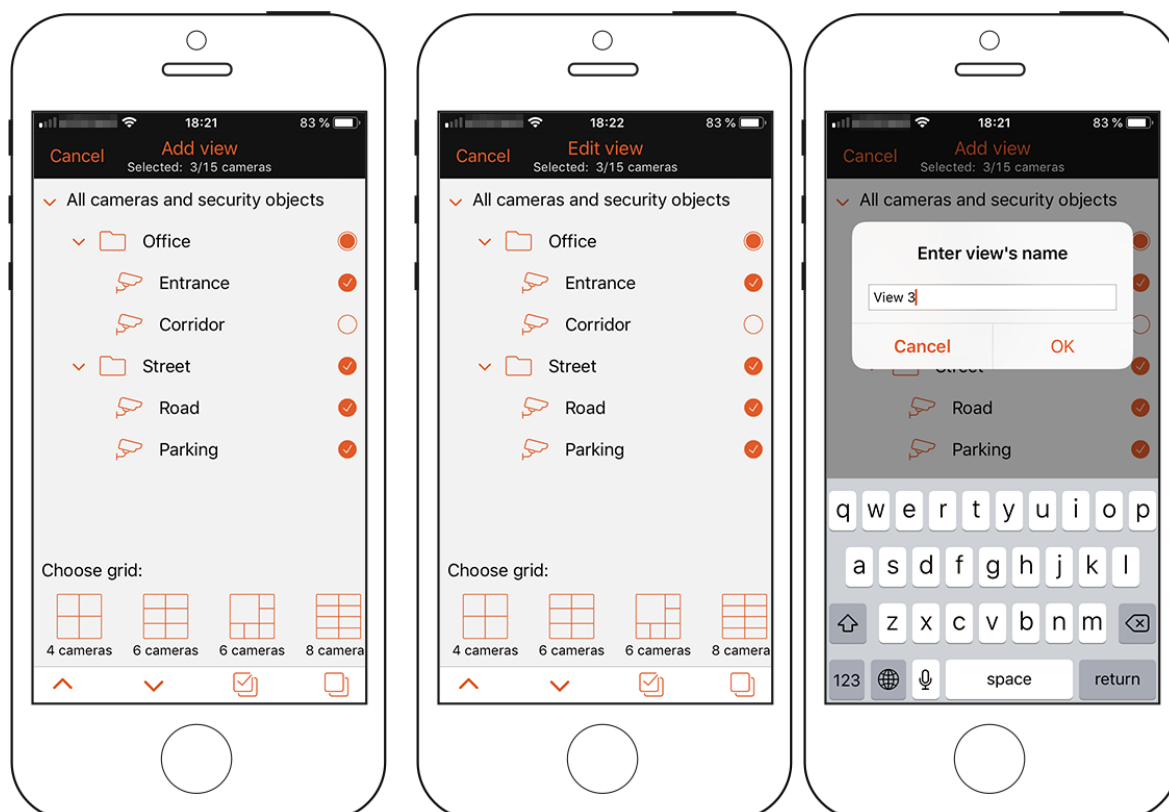 18:21 83 %
Cancel Add view
Selected: 3/15 cameras
All cameras and security objects
Office
Entrance
Corridor
Street
Road
Parking
Choose grid:
4 cameras 6 cameras 6 cameras 8 camera
18:22 83 %
Cancel Edit view
Selected: 3/15 cameras
All cameras and security objects
Office
Entrance
Corridor
Street
Road
Parking
Choose grid:
4 cameras 6 cameras 6 cameras 8 camera
18:21 83 %
Cancel Add view
Selected: 3/15 cameras
All cameras and security objects
Enter view's name
View 3
Cancel OK
Street
Road
Parking
q w e r t y u i o p
a s d f g h j k l
z x c v b n m
123 space return